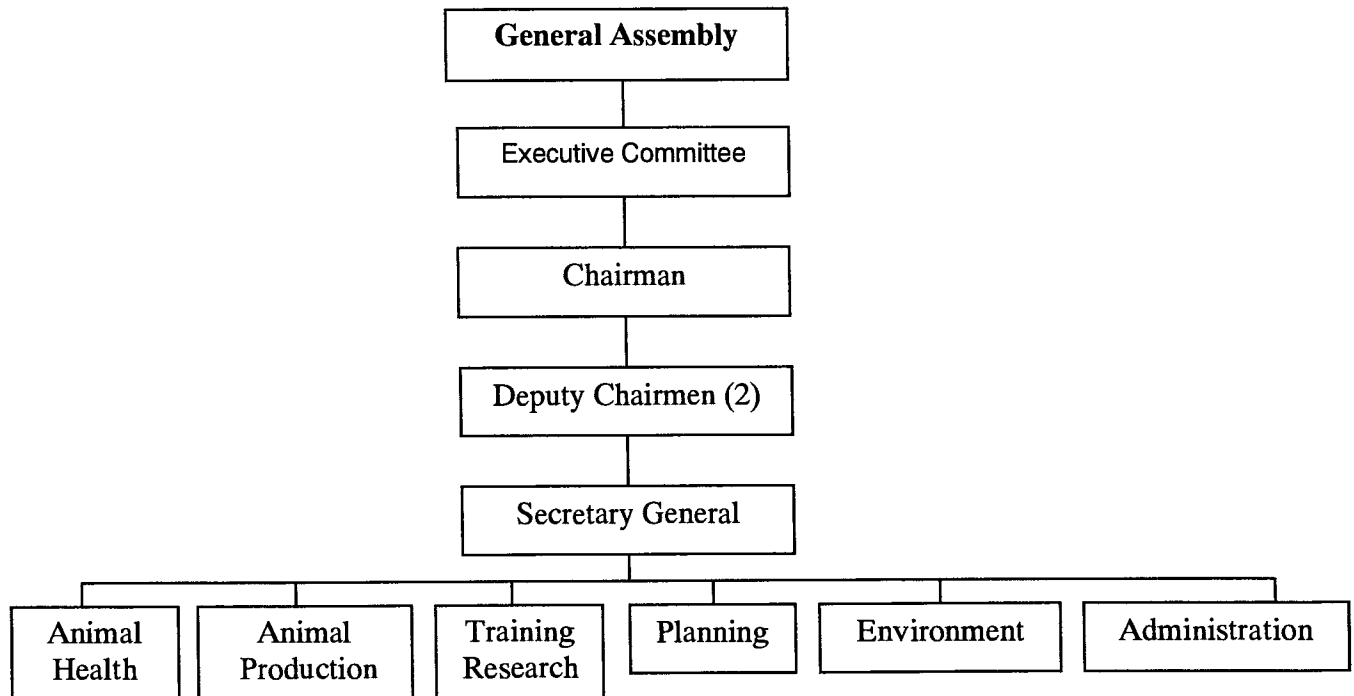 General Assembly
Executive Committee
Chairman
Deputy Chairmen (2)
Secretary General
Animal
Health
Animal
Production
Training
Research
Planning
Environment
Administration